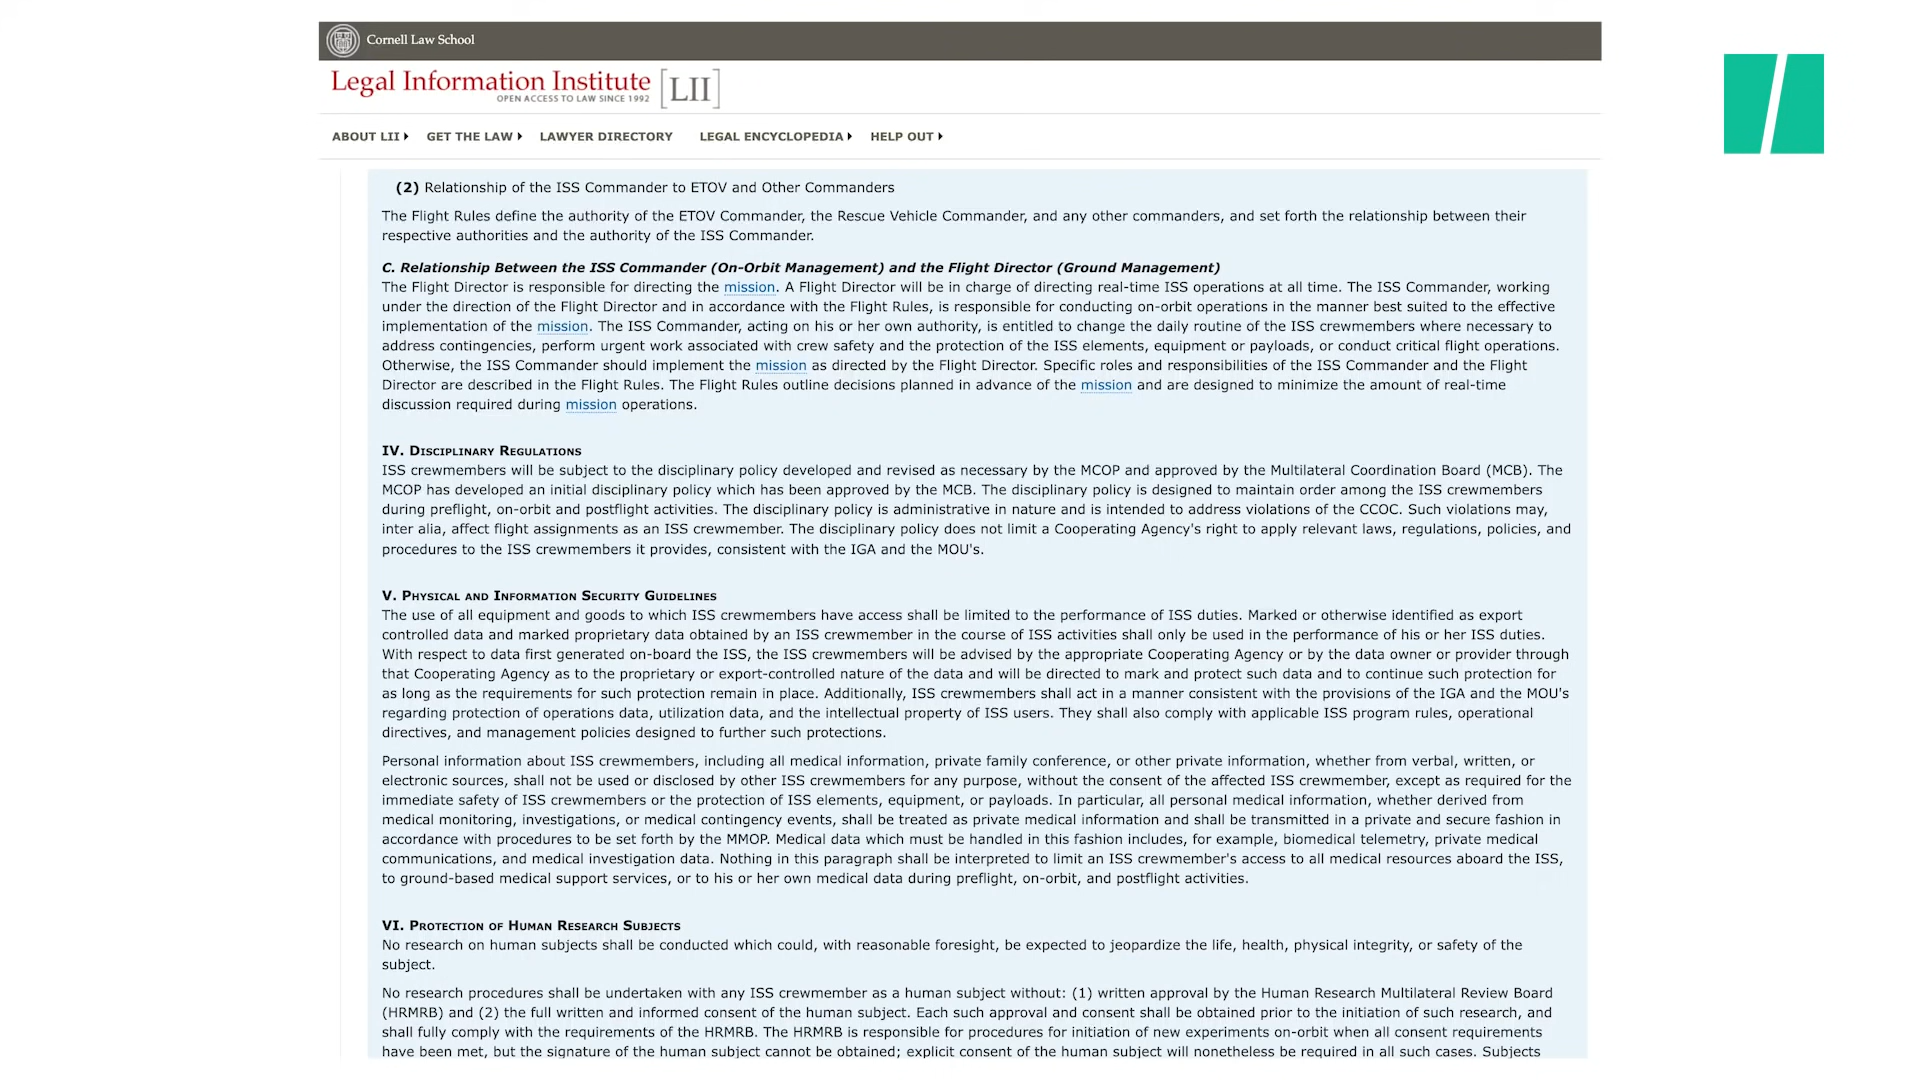 Cornell Law School
Legal Information Institute [LII]
OPEN ACCESS TO LAW SINCE 1992
ABOUT LII GET THE LAW LAWYER DIRECTORY LEGAL ENCYCLOPEDIA HELP OUT
(2) Relationship of the ISS Commander to ETOV and Other Commanders
The Flight Rules define the authority of the ETOV Commander, the Rescue Vehicle Commander, and any other commanders, and set forth the relationship between their
respective authorities and the authority of the ISS Commander.
C. Relationship Between the ISS Commander (On-Orbit Management) and the Flight Director (Ground Management)
The Flight Director is responsible for directing the mission. A Flight Director will be in charge of directing real-time ISS operations at all time. The ISS Commander, working
under the direction of the Flight Director and in accordance with the Flight Rules, is responsible for conducting on-orbit operations in the manner best suited to the effective
implementation of the mission. The ISS Commander, acting on his or her own authority, is entitled to change the daily routine of the ISS crewmembers where necessary to
address contingencies, perform urgent work associated with crew safety and the protection of the ISS elements, equipment or payloads, or conduct critical flight operations.
Otherwise, the ISS Commander should implement the mission as directed by the Flight Director. Specific roles and responsibilities of the ISS Commander and the Flight
Director are described in the Flight Rules. The Flight Rules outline decisions planned in advance of the mission and are designed to minimize the amount of real-time
discussion required during mission operations.
IV. Disciplinary Regulations
ISS crewmembers will be subject to the disciplinary policy developed and revised as necessary by the MCOP and approved by the Multilateral Coordination Board (MCB). The
MCOP has developed an initial disciplinary policy which has been approved by the MCB. The disciplinary policy is designed to maintain order among the ISS crewmembers
during preflight, on-orbit and postflight activities. The disciplinary policy is administrative in nature and is intended to address violations of the CCOC. Such violations may,
inter alia, affect flight assignments as an ISS crewmember. The disciplinary policy does not limit a Cooperating Agency's right to apply relevant laws, regulations, policies, and
procedures to the ISS crewmembers it provides, consistent with the IGA and the MOU's.
V. Physical and Information Security Guidelines
The use of all equipment and goods to which ISS crewmembers have access shall be limited to the performance of ISS duties. Marked or otherwise identified as export
controlled data and marked proprietary data obtained by an ISS crewmember in the course of ISS activities shall only be used in the performance of his or her ISS duties.
With respect to data first generated on-board the ISS, the ISS crewmembers will be advised by the appropriate Cooperating Agency or by the data owner or provider through
that Cooperating Agency as to the proprietary or export-controlled nature of the data and will be directed to mark and protect such data and to continue such protection for
as long as the requirements for such protection remain in place. Additionally, ISS crewmembers shall act in a manner consistent with the provisions of the IGA and the MOU's
regarding protection of operations data, utilization data, and the intellectual property of ISS users. They shall also comply with applicable ISS program rules, operational
directives, and management policies designed to further such protections.
Personal information about ISS crewmembers, including all medical information, private family conference, or other private information, whether from verbal, written, or
electronic sources, shall not be used or disclosed by other ISS crewmembers for any purpose, without the consent of the affected ISS crewmember, except as required for the
immediate safety of ISS crewmembers or the protection of ISS elements, equipment, or payloads. In particular, all personal medical information, whether derived from
medical monitoring, investigations, or medical contingency events, shall be treated as private medical information and shall be transmitted in a private and secure fashion in
accordance with procedures to be set forth by the MMOP. Medical data which must be handled in this fashion includes, for example, biomedical telemetry, private medical
communications, and medical investigation data. Nothing in this paragraph shall be interpreted to limit an ISS crewmember's access to all medical resources aboard the ISS,
to ground-based medical support services, or to his or her own medical data during preflight, on-orbit, and postflight activities.
VI. Protection of Human Research Subjects
No research on human subjects shall be conducted which could, with reasonable foresight, be expected to jeopardize the life, health, physical integrity, or safety of the
subject.
No research procedures shall be undertaken with any ISS crewmember as a human subject without: (1) written approval by the Human Research Multilateral Review Board
(HRMRB) and (2) the full written and informed consent of the human subject. Each such approval and consent shall be obtained prior to the initiation of such research, and
shall fully comply with the requirements of the HRMRB. The HRMRB is responsible for procedures for initiation of new experiments on-orbit when all consent requirements
have been met, but the signature of the human subject cannot be obtained; explicit consent of the human subject will nonetheless be required in all such cases. Subjects